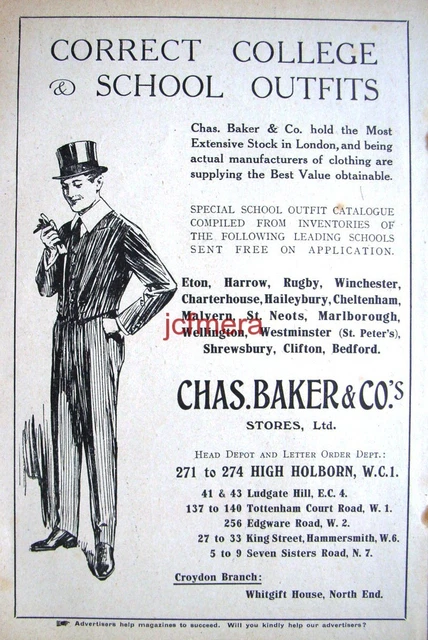 CORRECT COLLEGE
& SCHOOL OUTFITS
Chas. Baker & Co. hold the Most
Extensive Stock in London, and being
actual manufacturers of clothing are
supplying the Best Value obtainable.
SPECIAL SCHOOL OUTFIT CATALOGUE
COMPILED FROM INVENTORIES OF
THE FOLLOWING LEADING SCHOOLS
SENT FREE ON APPLICATION.
Eton, Harrow, Rugby, Winchester,
Charterhouse, Haileybury, Cheltenham,
Malvern, St. Neots, Marlborough,
jcfmera
Wellington, Westminster (St. Peter's),
Shrewsbury, Clifton, Bedford.
CHAS. BAKER & CO.'S
STORES, Ltd.
HEAD DEPOT AND LETTER ORDER DEPT.:
271 to 274 HIGH HOLBORN, W.C.1.
41 & 43 Ludgate Hill, E.C. 4.
137 to 140 Tottenham Court Road, W. 1.
256 Edgware Road, W. 2.
27 to 33 King Street, Hammersmith, W.6.
5 to 9 Seven Sisters Road, N. 7.
Croydon Branch:
Whitgift House, North End.
Advertisers help magazines to succeed. Will you kindly help our advertisers?